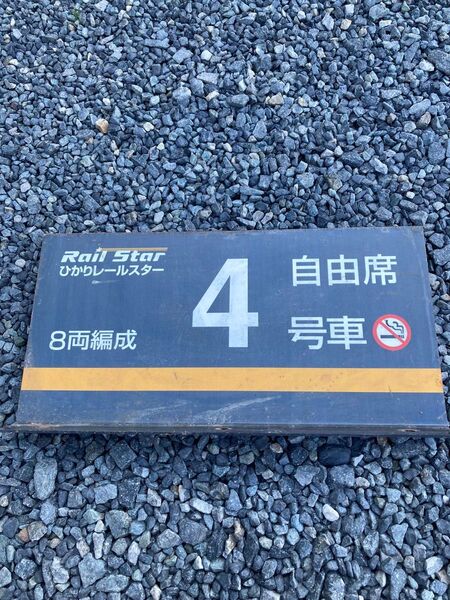 Rail Star
ひかりレールスター
8両編成
4
自由席
号車